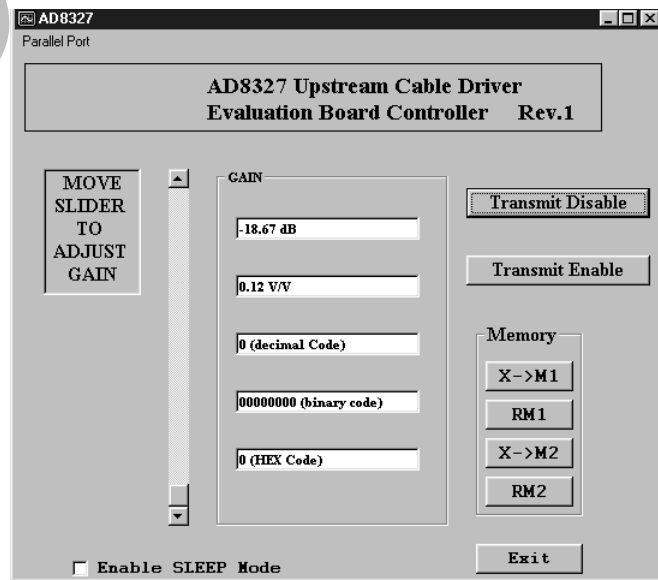 AD8327
Parallel Port
AD8327 Upstream Cable Driver
Evaluation Board Controller Rev.1
MOVE
SLIDER
TO
ADJUST
GAIN
GAIN
-18.67 dB
0.12 V/V
0 (decimal Code)
00000000 (binary code)
0 (HEX Code)
Transmit Disable
Transmit Enable
Memory
X->M1
RM1
X->M2
RM2
Enable SLEEP Mode
Exit